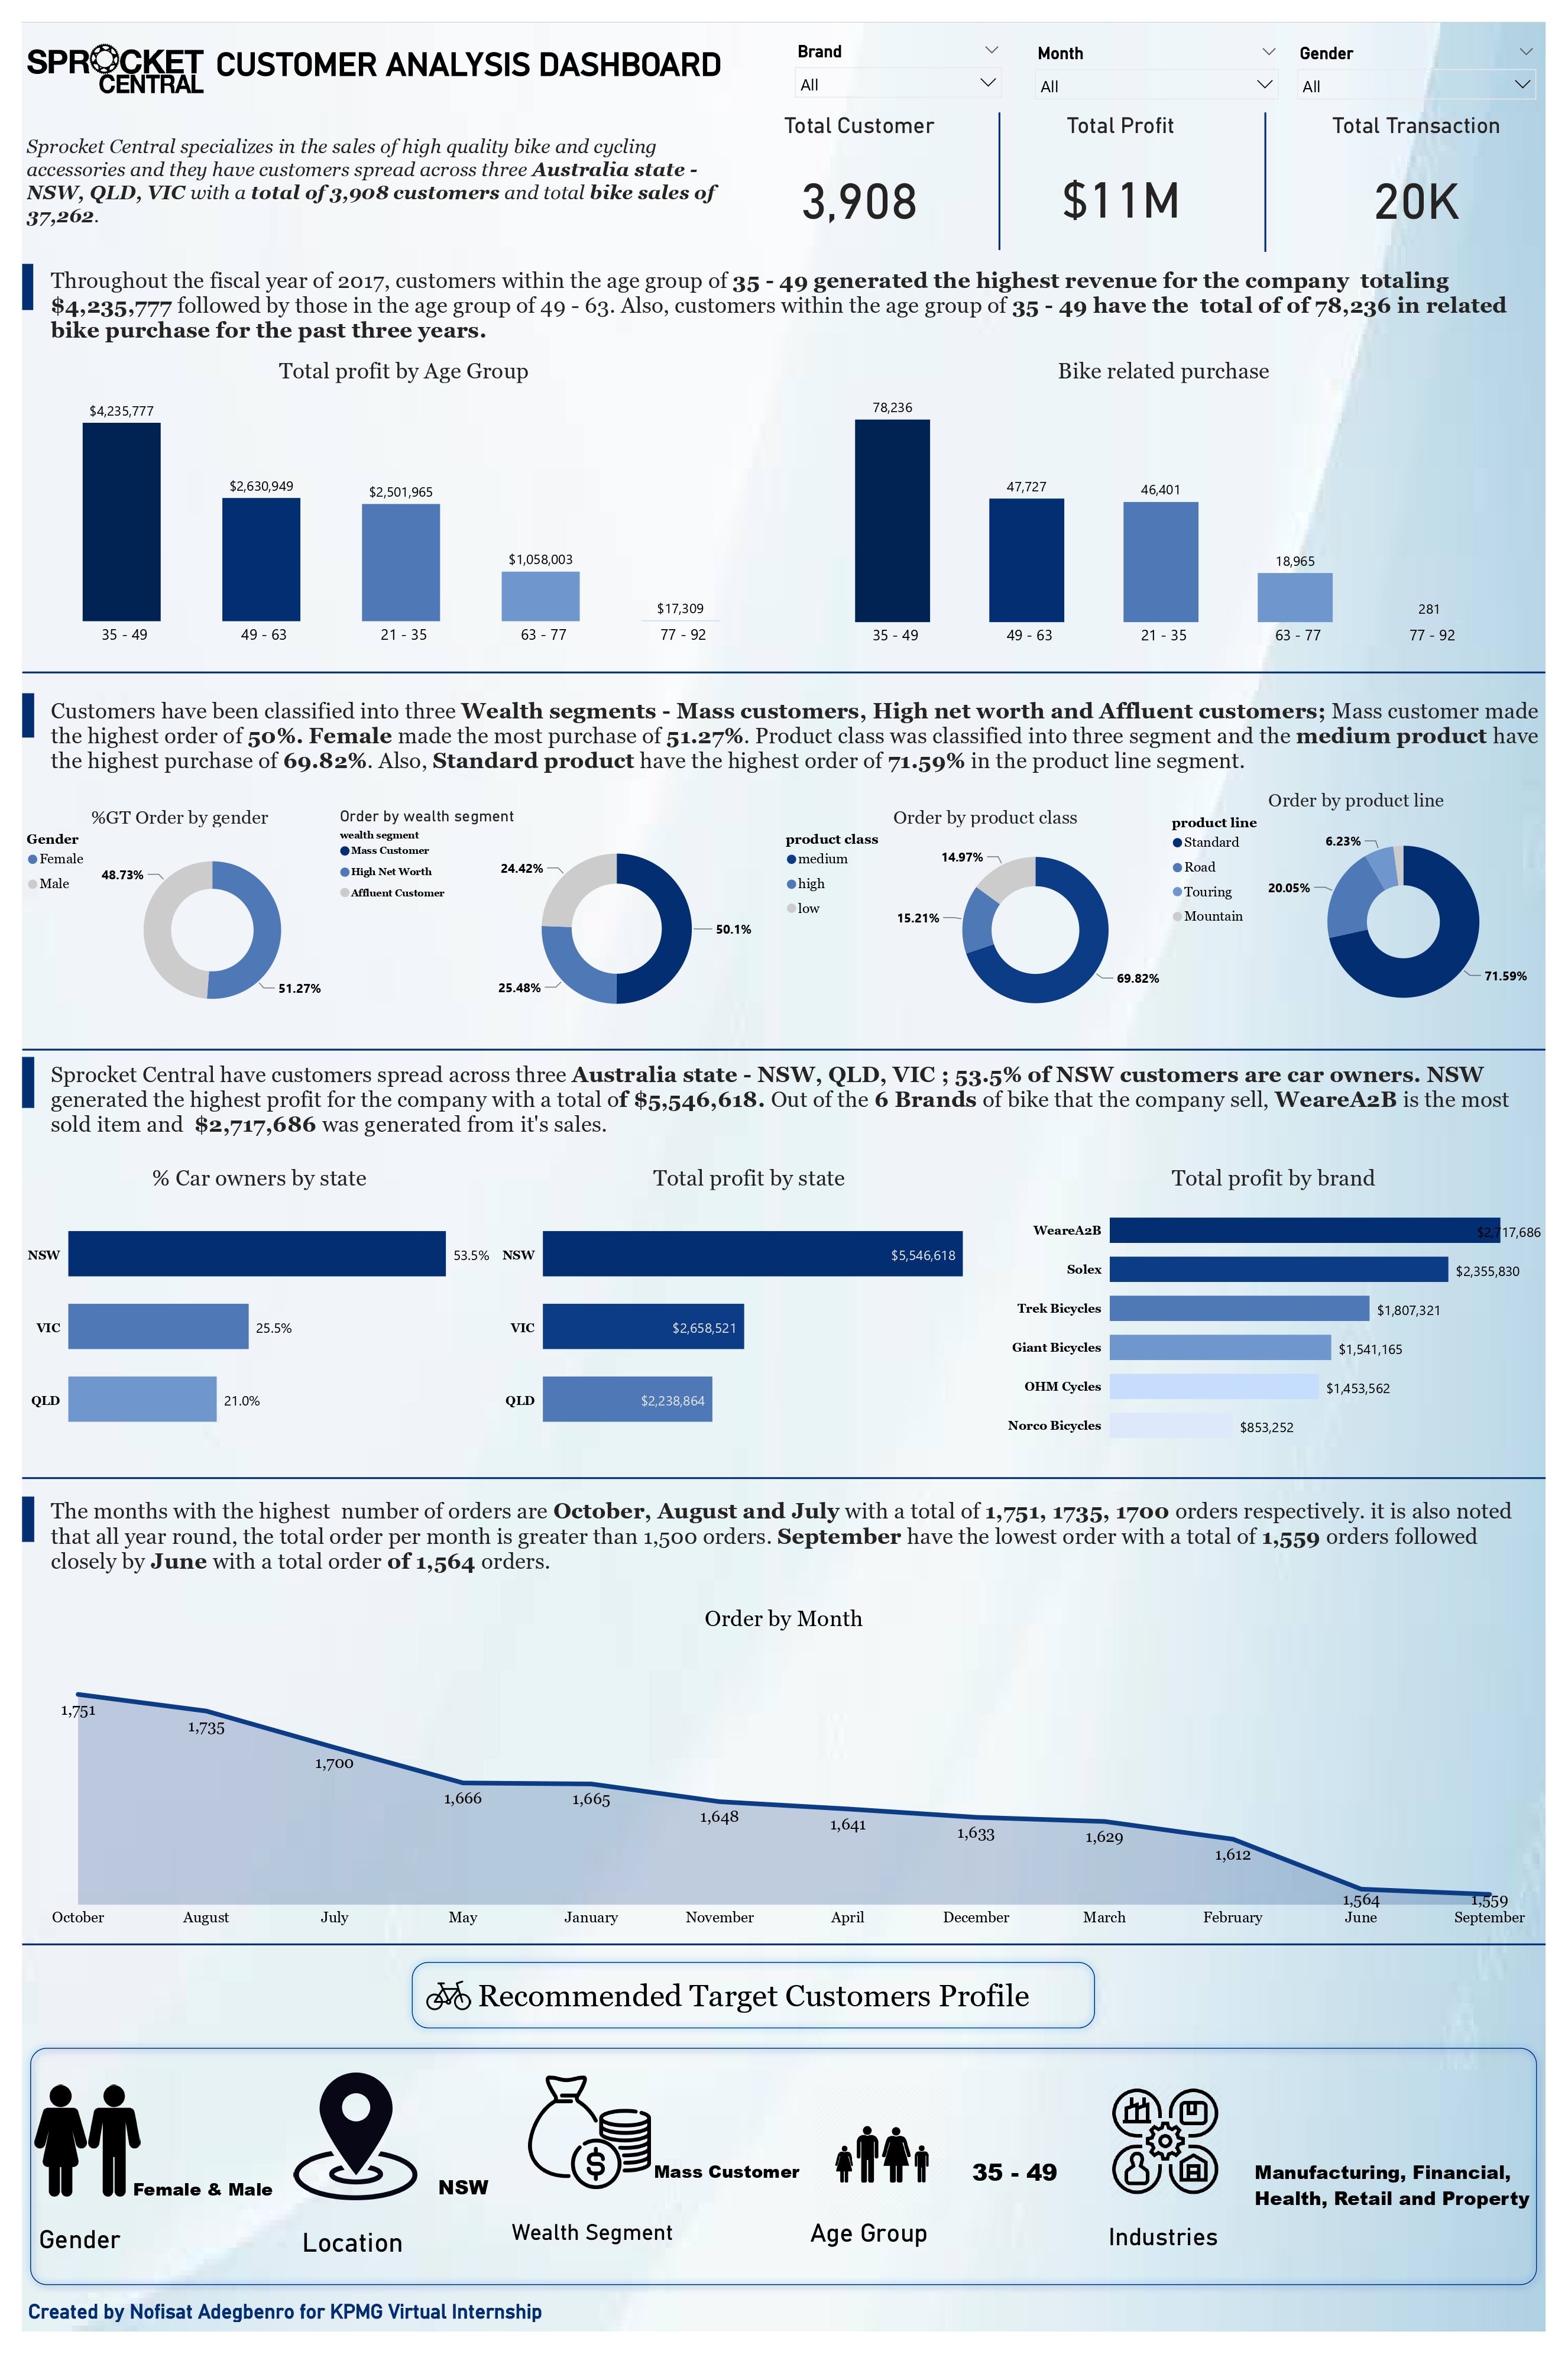 SPROCKET
CENTRAL
CUSTOMER ANALYSIS DASHBOARD
Brand
All
Month
All
Gender
All
Sprocket Central specializes in the sales of high quality bike and cycling
accessories and they have customers spread across three Australia state -
NSW, QLD, VIC with a total of 3,908 customers and total bike sales of
37,262.
Total Customer
3,908
Total Profit
$11M
Total Transaction
20K
Throughout the fiscal year of 2017, customers within the age group of 35 - 49 generated the highest revenue for the company totaling
$4,235,777 followed by those in the age group of 49 - 63. Also, customers within the age group of 35 - 49 have the total of of 78,236 in related
bike purchase for the past three years.
Total profit by Age Group
$4,235,777
$2,630,949
$2,501,965
$1,058,003
$17,309
35 - 49
49 - 63
21 - 35
63 - 77
77 - 92
Bike related purchase
78,236
47,727
46,401
18,965
281
35 - 49
49 - 63
21 - 35
63 - 77
77 - 92
Customers have been classified into three Wealth segments - Mass customers, High net worth and Affluent customers; Mass customer made
the highest order of 50%. Female made the most purchase of 51.27%. Product class was classified into three segment and the medium product have
the highest purchase of 69.82%. Also, Standard product have the highest order of 71.59% in the product line segment.
%GT Order by gender
Gender
Female
Male
48.73%
51.27%
Order by wealth segment
wealth segment
Mass Customer
High Net Worth
Affluent Customer
24.42%
50.1%
25.48%
Order by product class
product class
medium
high
low
14.97%
15.21%
69.82%
Order by product line
product line
Standard
Road
Touring
Mountain
6.23%
20.05%
71.59%
Sprocket Central have customers spread across three Australia state - NSW, QLD, VIC ; 53.5% of NSW customers are car owners. NSW
generated the highest profit for the company with a total of $5,546,618. Out of the 6 Brands of bike that the company sell, WeareA2B is the most
sold item and $2,717,686 was generated from it's sales.
% Car owners by state
NSW
53.5%
VIC
25.5%
QLD
21.0%
Total profit by state
NSW
$5,546,618
VIC
$2,658,521
QLD
$2,238,864
Total profit by brand
WeareA2B
$2,717,686
Solex
$2,355,830
Trek Bicycles
$1,807,321
Giant Bicycles
$1,541,165
OHM Cycles
$1,453,562
Norco Bicycles
$853,252
The months with the highest number of orders are October, August and July with a total of 1,751, 1735, 1700 orders respectively. it is also noted
that all year round, the total order per month is greater than 1,500 orders. September have the lowest order with a total of 1,559 orders followed
closely by June with a total order of 1,564 orders.
Order by Month
1,751
1,735
1,700
1,666
1,665
1,648
1,641
1,633
1,629
1,612
1,564
1,559
October
August
July
May
January
November
April
December
March
February
June
September
Recommended Target Customers Profile
Female & Male
Gender
NSW
Location
Mass Customer
Wealth Segment
35 - 49
Age Group
Manufacturing, Financial,
Health, Retail and Property
Industries
Created by Nofisat Adegbenro for KPMG Virtual Internship